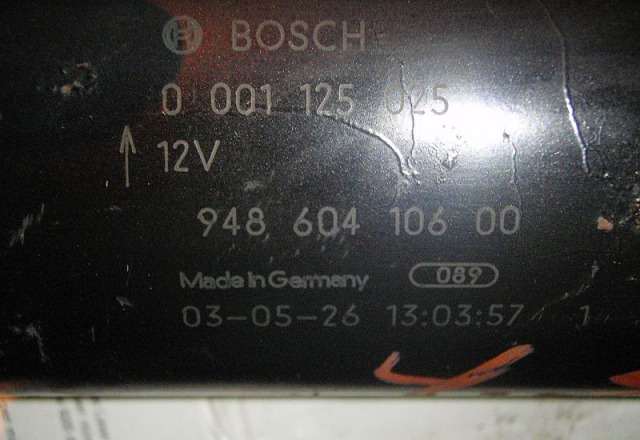 BOSCH
0 001 125 025
12V
948 604 106 00
Made in Germany 089
03-05-26 13:03:57 1